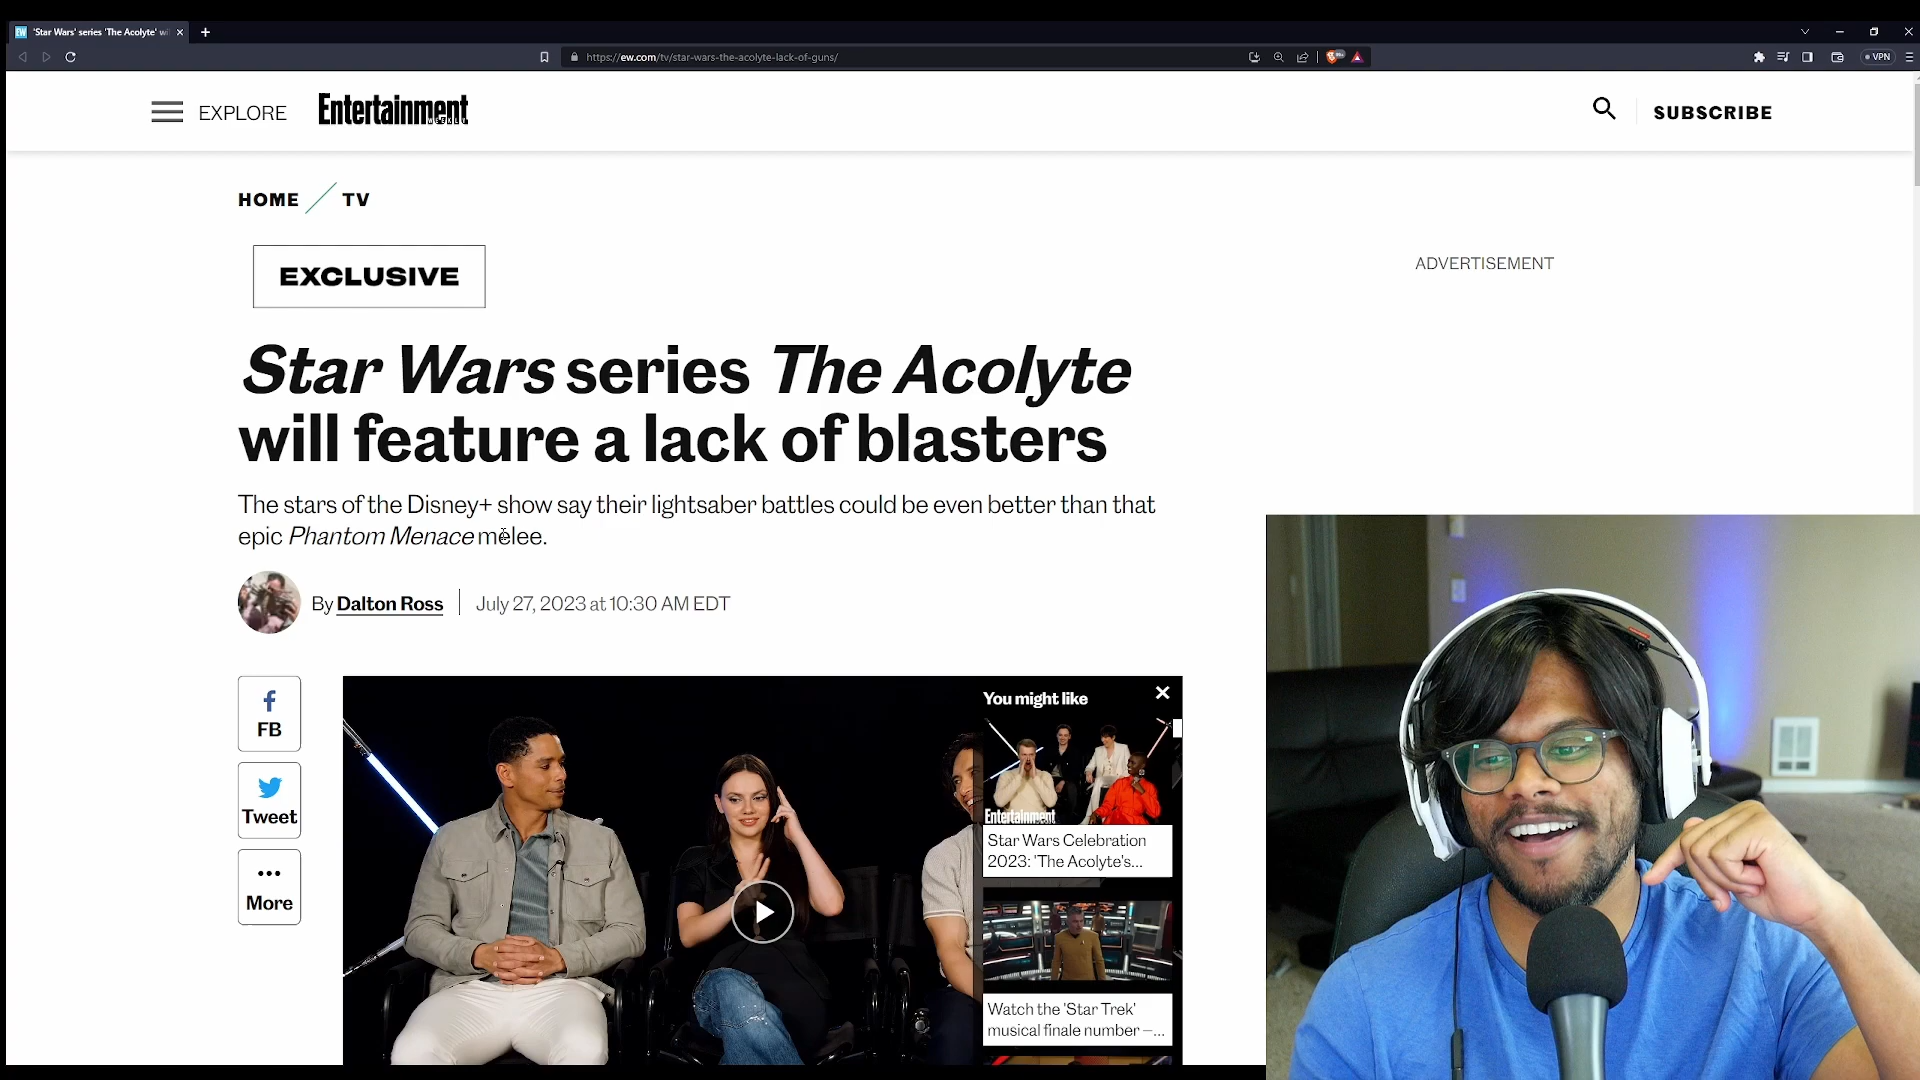 'Star Wars' series 'The Acolyte' wi
https://ew.com/tv/star-wars-the-acolyte-lack-of-guns/
VPN
EXPLORE
Entertainment
WEEKLY
SUBSCRIBE
HOME
TV
EXCLUSIVE
ADVERTISEMENT
Star Wars series The Acolyte
will feature a lack of blasters
The stars of the Disney+ show say their lightsaber battles could be even better than that
epic Phantom Menace melee.
By Dalton Ross
July 27, 2023 at 10:30 AM EDT
FB
Tweet
More
You might like
Entertainment
Star Wars Celebration
2023: 'The Acolyte's...
Watch the 'Star Trek'
musical finale number –...